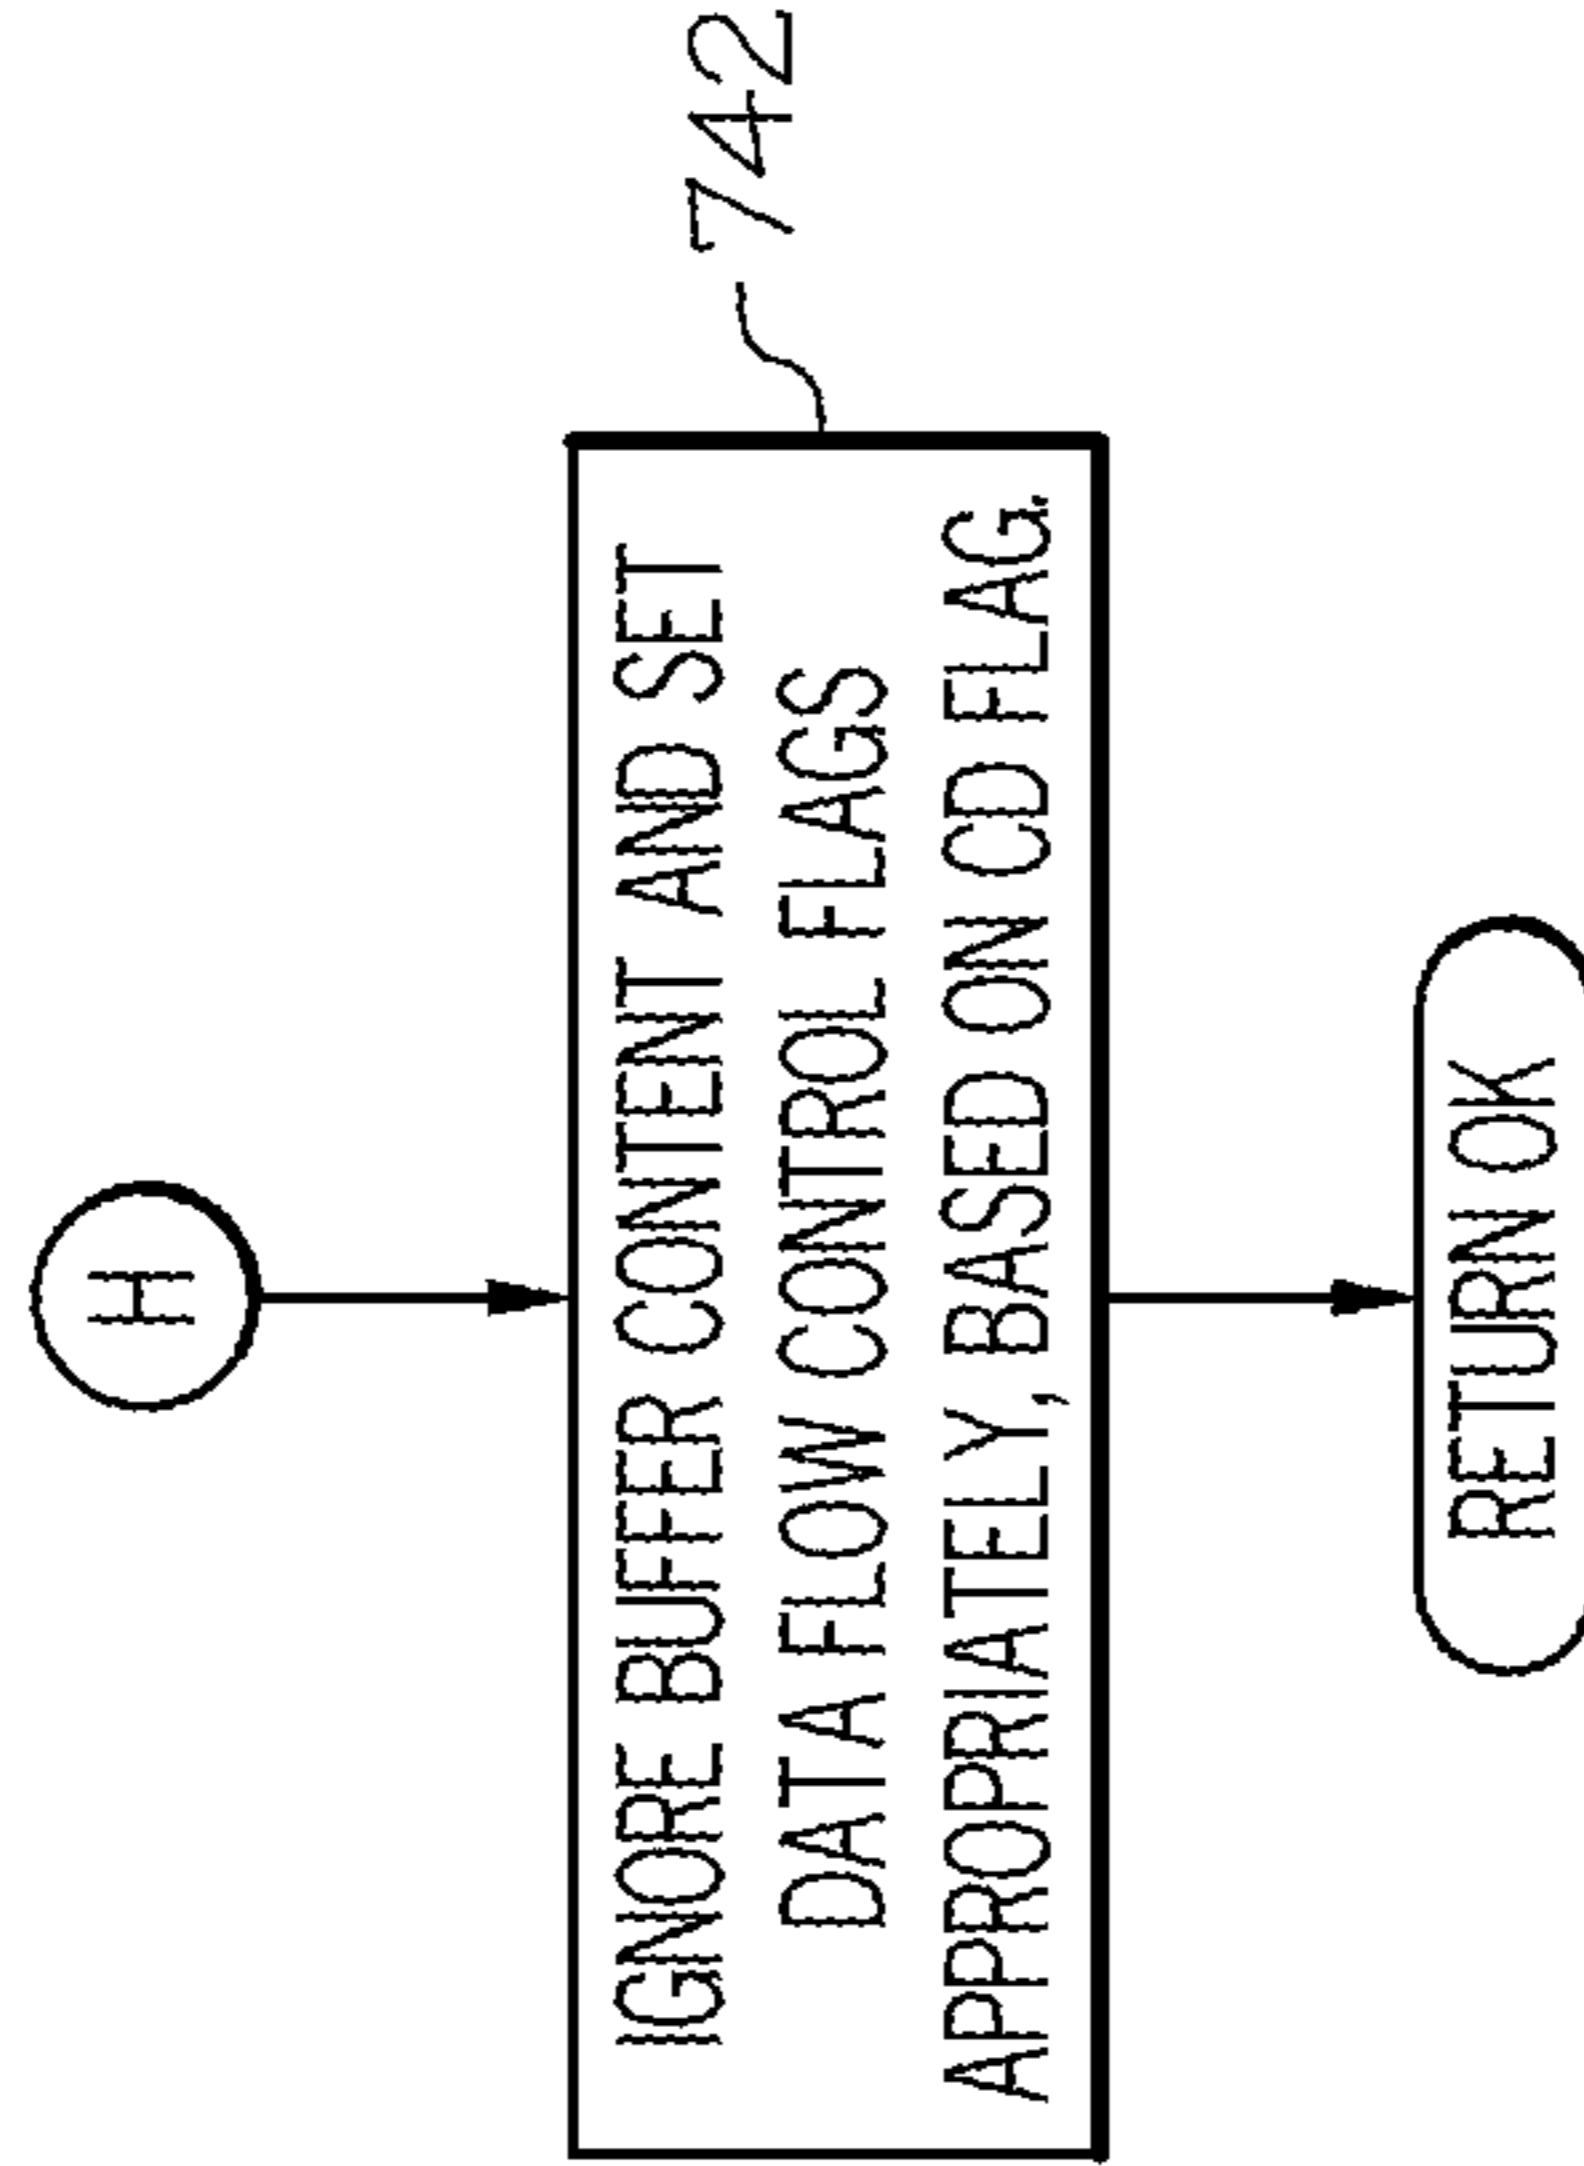 H
742
IGNORE BUFFER CONTENT AND SET
DATA FLOW CONTROL FLAGS
APPROPRIATELY, BASED ON CD FLAG.
RETURN OK